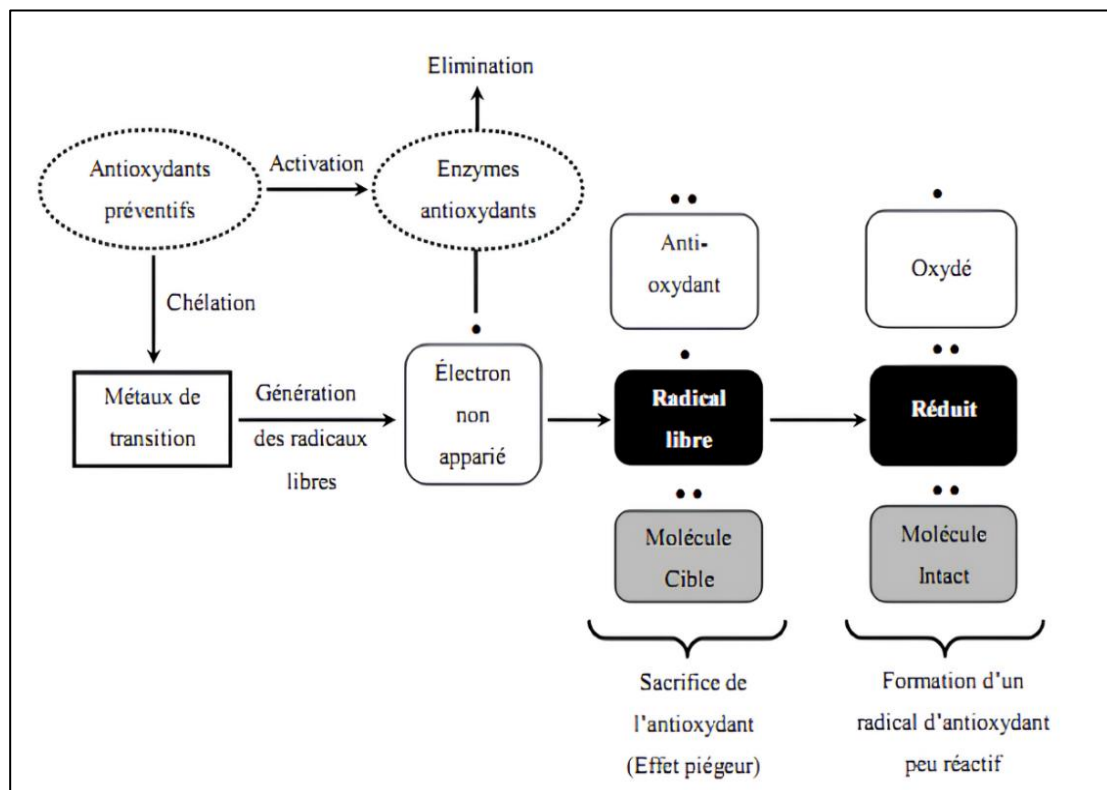 Elimination
Antioxydants
préventifs
Activation
Enzymes
antioxydants
Chélation
Métaux de
transition
Génération
des radicaux
libres
Électron
non
apparié
Anti-
oxydant
Radical
libre
Molécule
Cible
Oxydé
Réduit
Molécule
Intact
Sacrifice de
l'antioxydant
(Effet piégeur)
Formation d'un
radical d'antioxydant
peu réactif